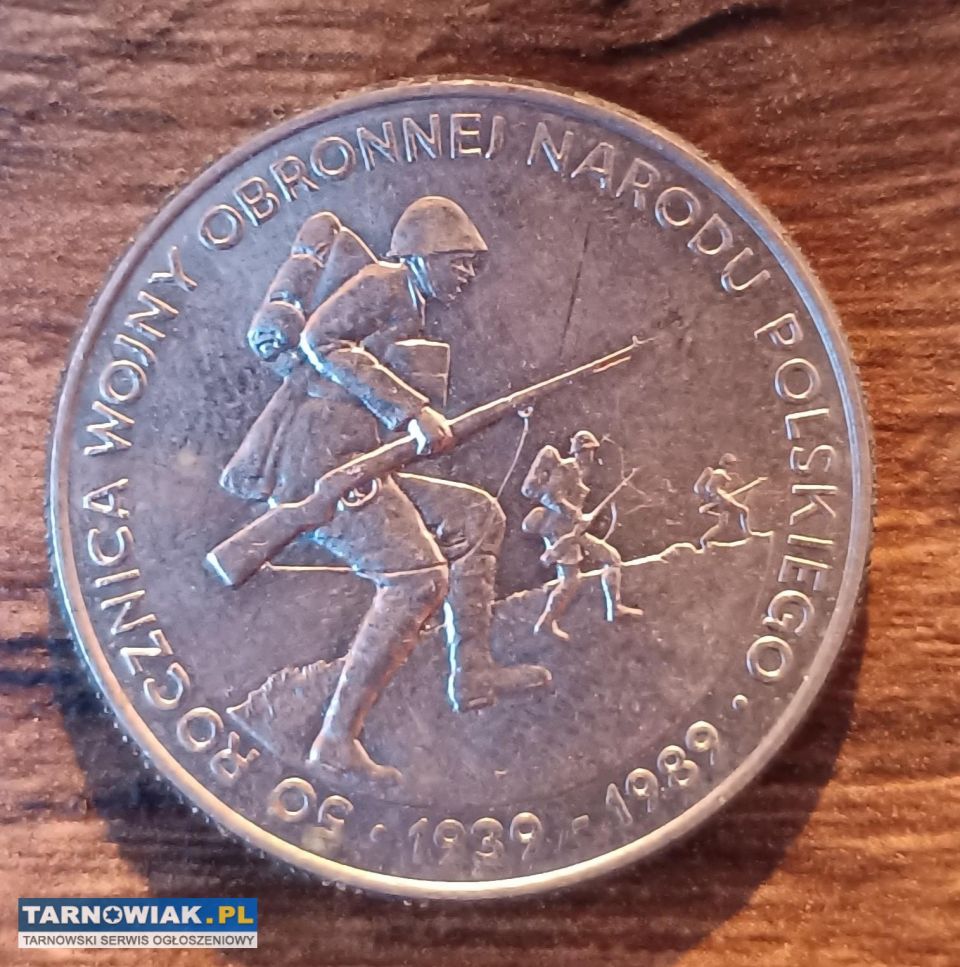 50 ROCZNICA WOJNY OBRONNEJ NARODU POLSKIEGO · 1939 - 1989 ·
TARNOWIAK.PL
TARNOWSKI SERWIS OGŁOSZENIOWY